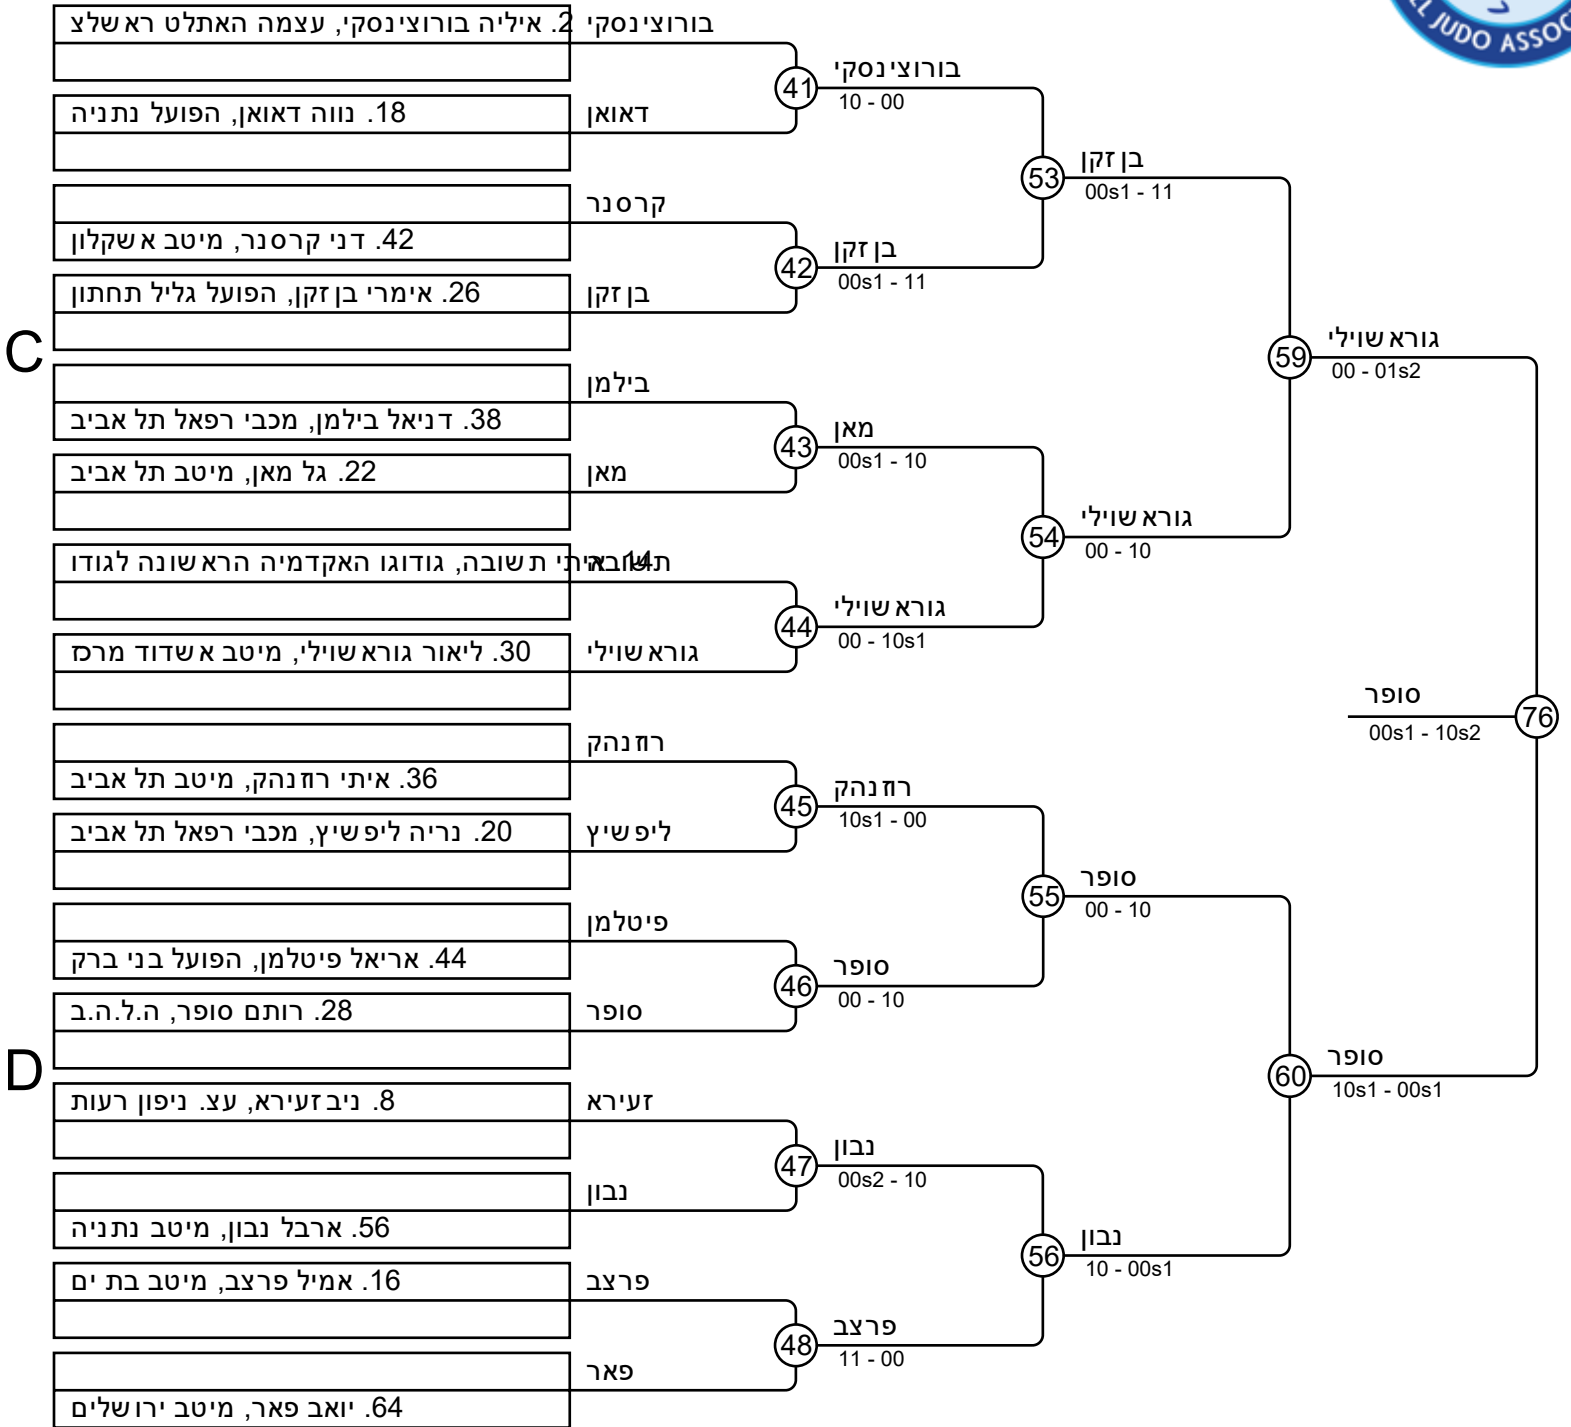 2. איליה בורוצינסקי, עצמה האתלט ראשלצ
בורוצינסקי
41
בורוצינסקי
10 - 00
18. נווה דאואן, הפועל נתניה
דאואן
53
בן זקן
00s1 - 11
קרסנר
42. דני קרסנר, מיטב אשקלון
42
בן זקן
00s1 - 11
26. אימרי בן זקן, הפועל גליל תחתון
בן זקן
C
59
גוראשוילי
00 - 01s2
בילמן
38. דניאל בילמן, מכבי רפאל תל אביב
43
מאן
00s1 - 10
22. גל מאן, מיטב תל אביב
מאן
54
גוראשוילי
00 - 10
14. איתי תשובה, גודוגו האקדמיה הראשונה לגודו
תשובה
44
גוראשוילי
00 - 10s1
30. ליאור גוראשוילי, מיטב אשדוד מרכז
גוראשוילי
76
סופר
00s1 - 10s2
רוזנהק
36. איתי רוזנהק, מיטב תל אביב
45
רוזנהק
10s1 - 00
20. נריה ליפשיץ, מכבי רפאל תל אביב
ליפשיץ
55
סופר
00 - 10
פיטלמן
44. אריאל פיטלמן, הפועל בני ברק
46
סופר
00 - 10
28. רותם סופר, ה.ל.ה.ב
סופר
D
60
סופר
10s1 - 00s1
8. ניב זעירא, עצ. ניפון רעות
זעירא
47
נבון
00s2 - 10
נבון
56. ארבל נבון, מיטב נתניה
56
נבון
10 - 00s1
16. אמיל פרצב, מיטב בת ים
פרצב
48
פרצב
11 - 00
פאר
64. יואב פאר, מיטב ירושלים
JUDO